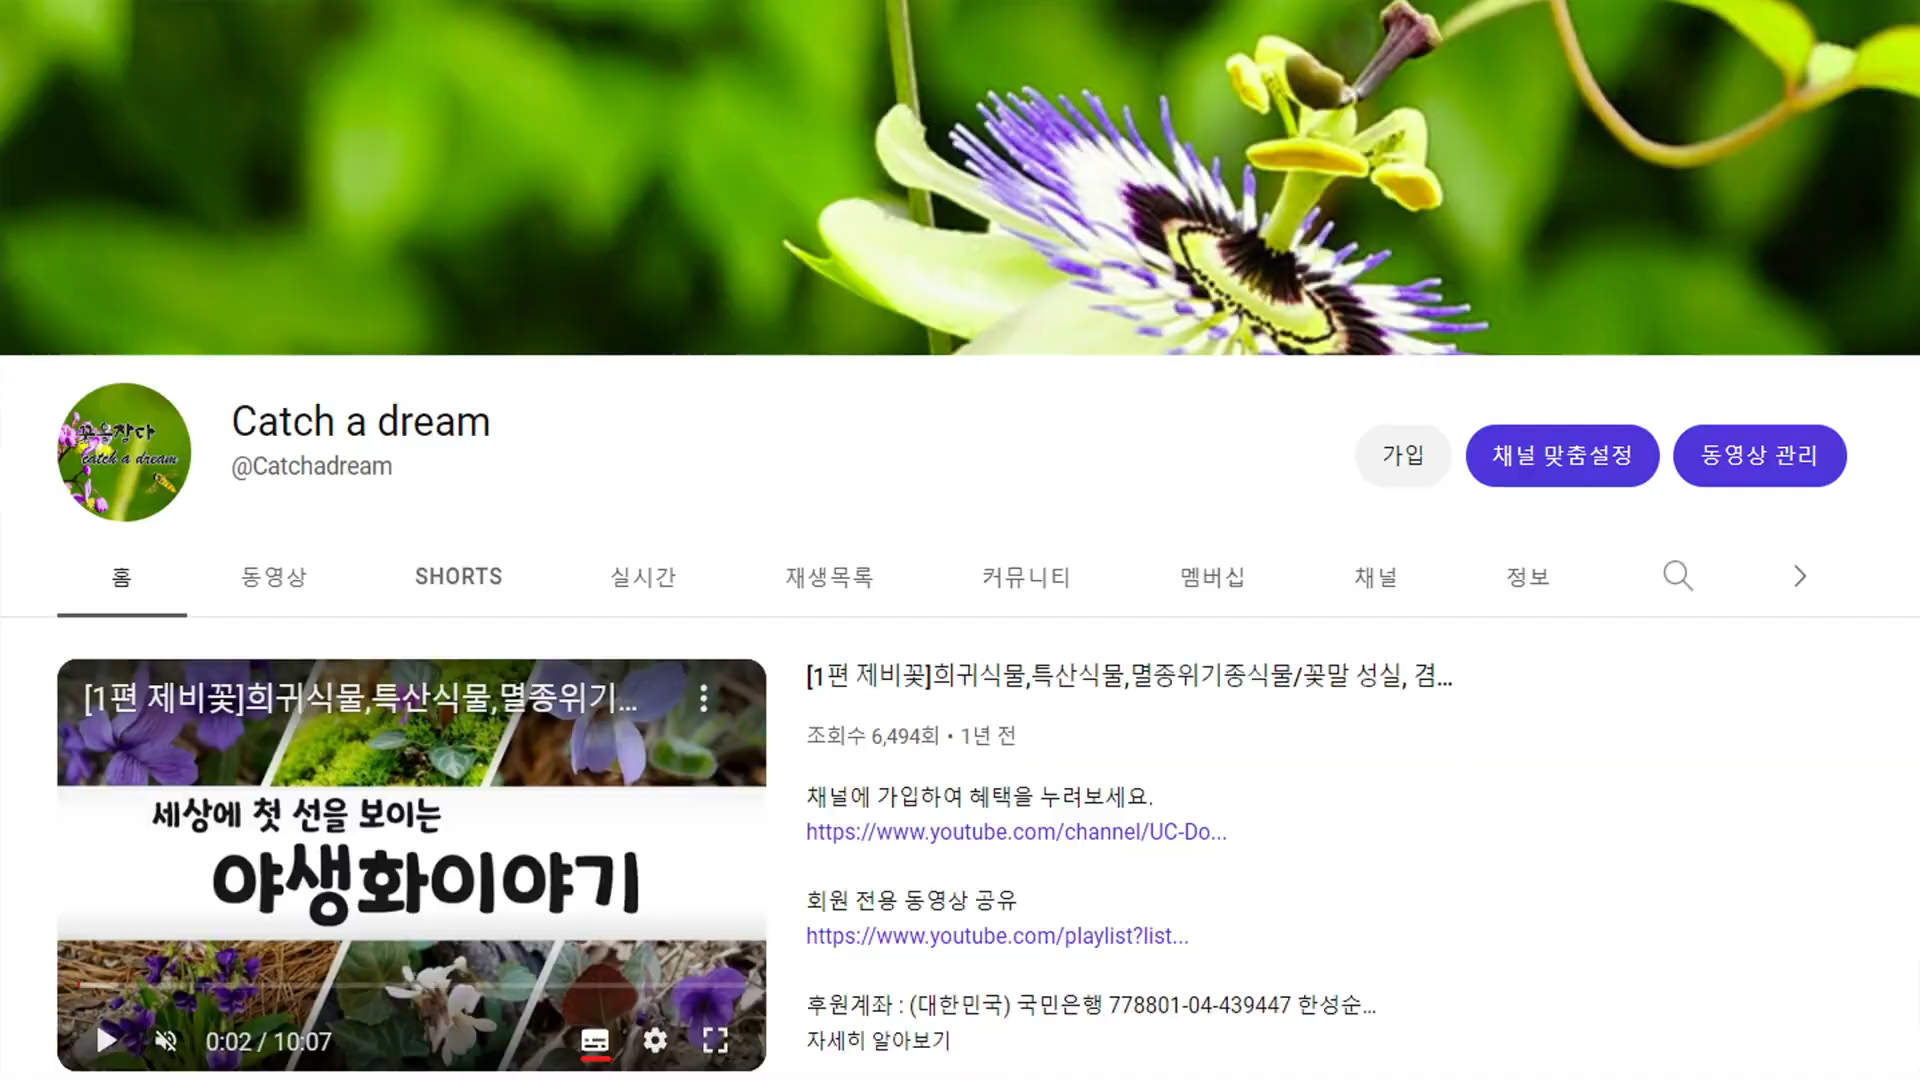 꽃을잡다
catch a dream
Catch a dream
@Catchadream
가입
채널 맞춤설정
동영상 관리
홈
동영상
SHORTS
실시간
재생목록
커뮤니티
멤버십
채널
정보
[1편 제비꽃]희귀식물,특산식물,멸종위기...
세상에 첫 선을 보이는
야생화이야기
0:02 / 10:07
[1편 제비꽃]희귀식물,특산식물,멸종위기종식물/꽃말 성실, 겸...
조회수 6,494회 • 1년 전
채널에 가입하여 혜택을 누려보세요.
https://www.youtube.com/channel/UC-Do...
회원 전용 동영상 공유
https://www.youtube.com/playlist?list...
후원계좌 : (대한민국) 국민은행 778801-04-439447 한성순...
자세히 알아보기